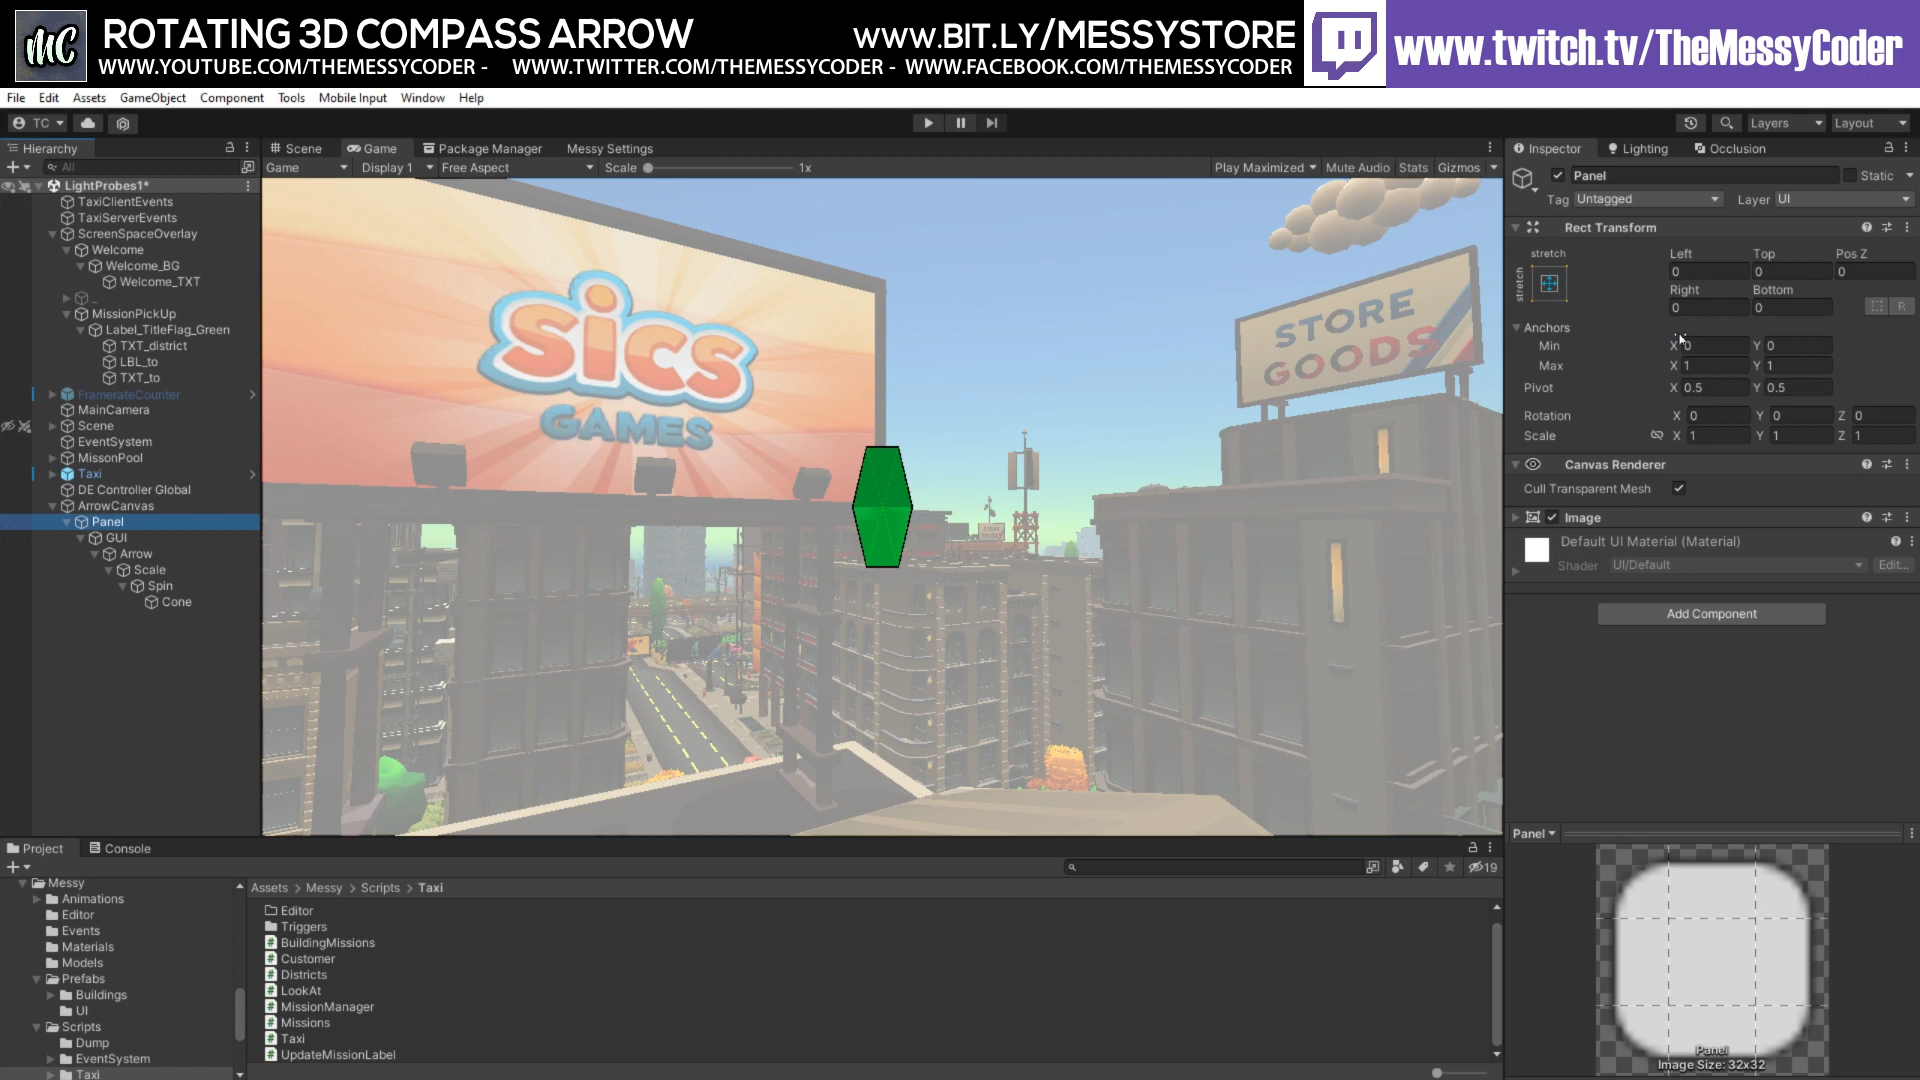 MC
ROTATING 3D COMPASS ARROW
WWW.BIT.LY/MESSYSTORE
www.twitch.tv/TheMessyCoder
WWW.YOUTUBE.COM/THEMESSYCODER - WWW.TWITTER.COM/THEMESSYCODER - WWW.FACEBOOK.COM/THEMESSYCODER
File Edit Assets GameObject Component Tools Mobile Input Window Help
TC
Layers
Layout
Hierarchy
All
LightProbes1*
TaxiClientEvents
TaxiServerEvents
ScreenSpaceOverlay
Welcome
Welcome_BG
Welcome_TXT
_
MissionPickUp
Label_TitleFlag_Green
TXT_district
LBL_to
TXT_to
FramerateCounter
MainCamera
Scene
EventSystem
MissonPool
Taxi
DE Controller Global
ArrowCanvas
Panel
GUI
Arrow
Scale
Spin
Cone
Scene Game Package Manager Messy Settings
Game Display 1 Free Aspect Scale 1x Play Maximized Mute Audio Stats Gizmos
sics
GAMES
STORE
GOODS
Inspector Lighting Occlusion
Panel Static
Tag Untagged Layer UI
Rect Transform
stretch Left Top Pos Z
stretch
0 0 0
Right Bottom
0 0 R
Anchors
Min X 0 Y 0
Max X 1 Y 1
Pivot X 0.5 Y 0.5
Rotation X 0 Y 0 Z 0
Scale X 1 Y 1 Z 1
Canvas Renderer
Cull Transparent Mesh
Image
Default UI Material (Material)
Shader UI/Default Edit...
Add Component
Panel
Panel
Image Size: 32x32
Project Console
19
Messy
Animations
Editor
Events
Materials
Models
Prefabs
Buildings
UI
Scripts
Dump
EventSystem
Taxi
Assets > Messy > Scripts > Taxi
Editor
Triggers
BuildingMissions
Customer
Districts
LookAt
MissionManager
Missions
Taxi
UpdateMissionLabel